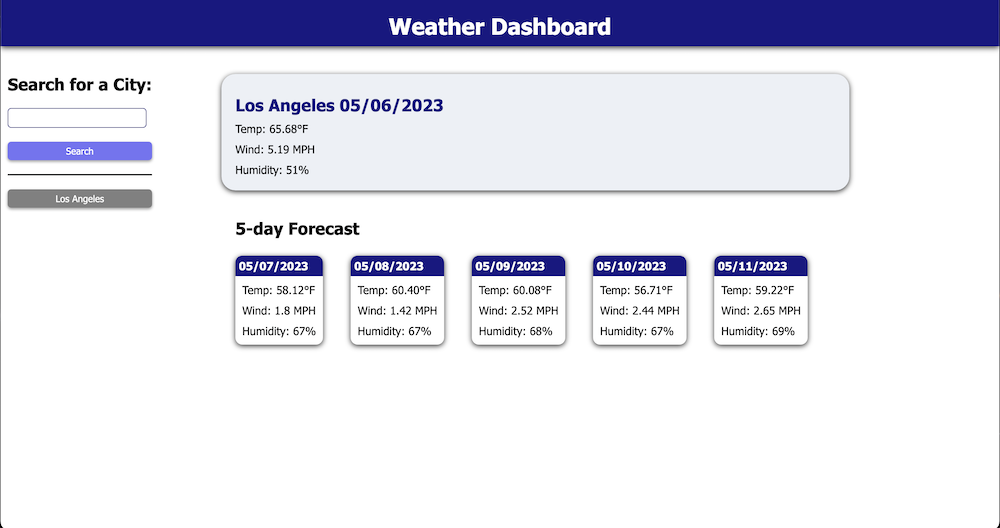 Weather Dashboard
Search for a City:
Search
Los Angeles
Los Angeles 05/06/2023
Temp: 65.68°F
Wind: 5.19 MPH
Humidity: 51%
5-day Forecast
05/07/2023
Temp: 58.12°F
Wind: 1.8 MPH
Humidity: 67%
05/08/2023
Temp: 60.40°F
Wind: 1.42 MPH
Humidity: 67%
05/09/2023
Temp: 60.08°F
Wind: 2.52 MPH
Humidity: 68%
05/10/2023
Temp: 56.71°F
Wind: 2.44 MPH
Humidity: 67%
05/11/2023
Temp: 59.22°F
Wind: 2.65 MPH
Humidity: 69%